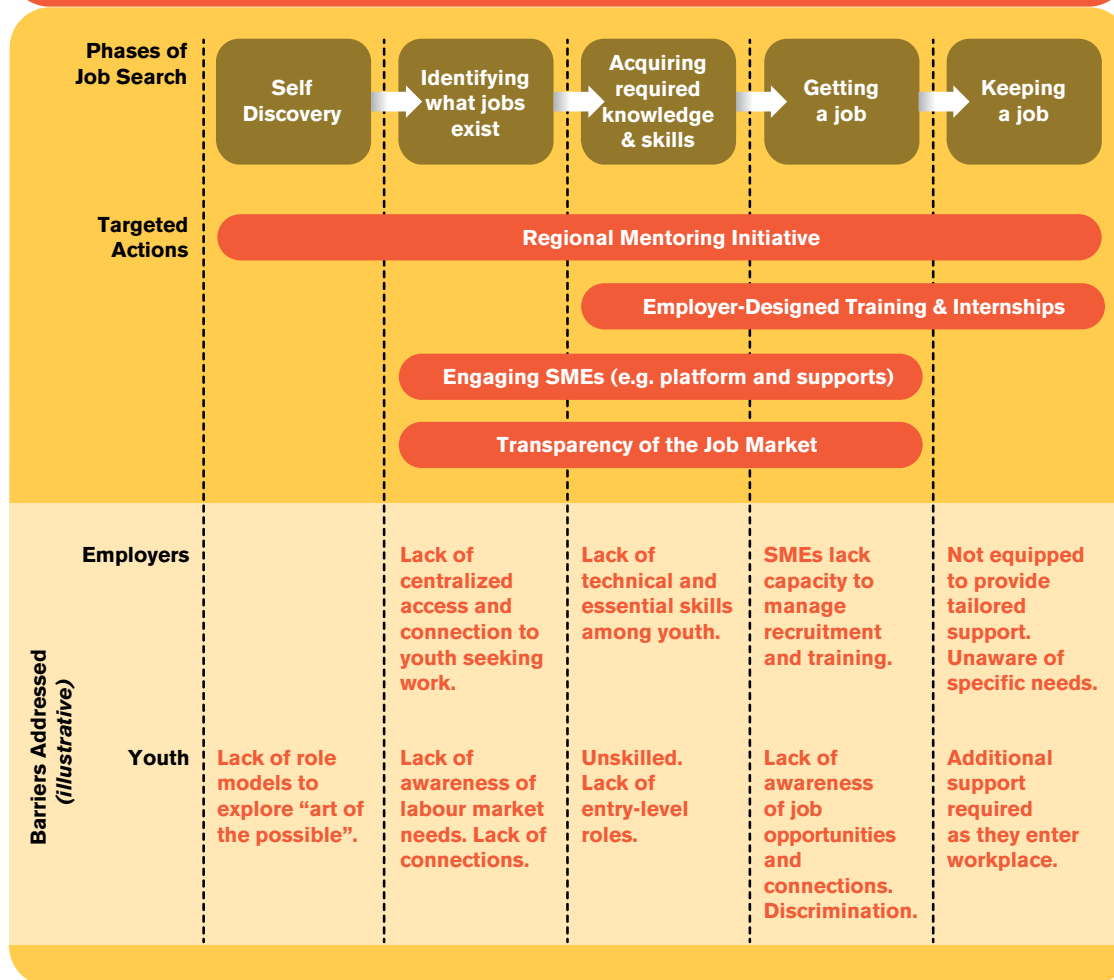 Phases of
Job Search
Self
Discovery
Identifying
what jobs
exist
Acquiring
required
knowledge
& skills
Getting
a job
Keeping
a job
Targeted
Actions
Regional Mentoring Initiative
Employer-Designed Training & Internships
Engaging SMEs (e.g. platform and supports)
Transparency of the Job Market
Barriers Addressed
(illustrative)
Employers
Lack of
centralized
access and
connection to
youth seeking
work.
Lack of
technical and
essential skills
among youth.
SMEs lack
capacity to
manage
recruitment
and training.
Not equipped
to provide
tailored
support.
Unaware of
specific needs.
Youth
Lack of role
models to
explore “art of
the possible”.
Lack of
awareness of
labour market
needs. Lack of
connections.
Unskilled.
Lack of
entry-level
roles.
Lack of
awareness
of job
opportunities
and
connections.
Discrimination.
Additional
support
required
as they enter
workplace.